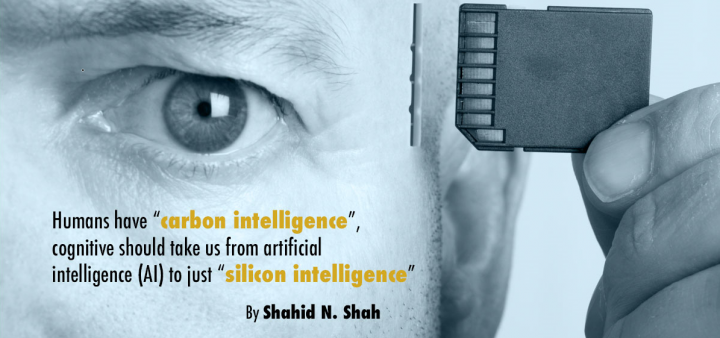 Humans have “carbon intelligence”,
cognitive should take us from artificial
intelligence (AI) to just “silicon intelligence”
By Shahid N. Shah